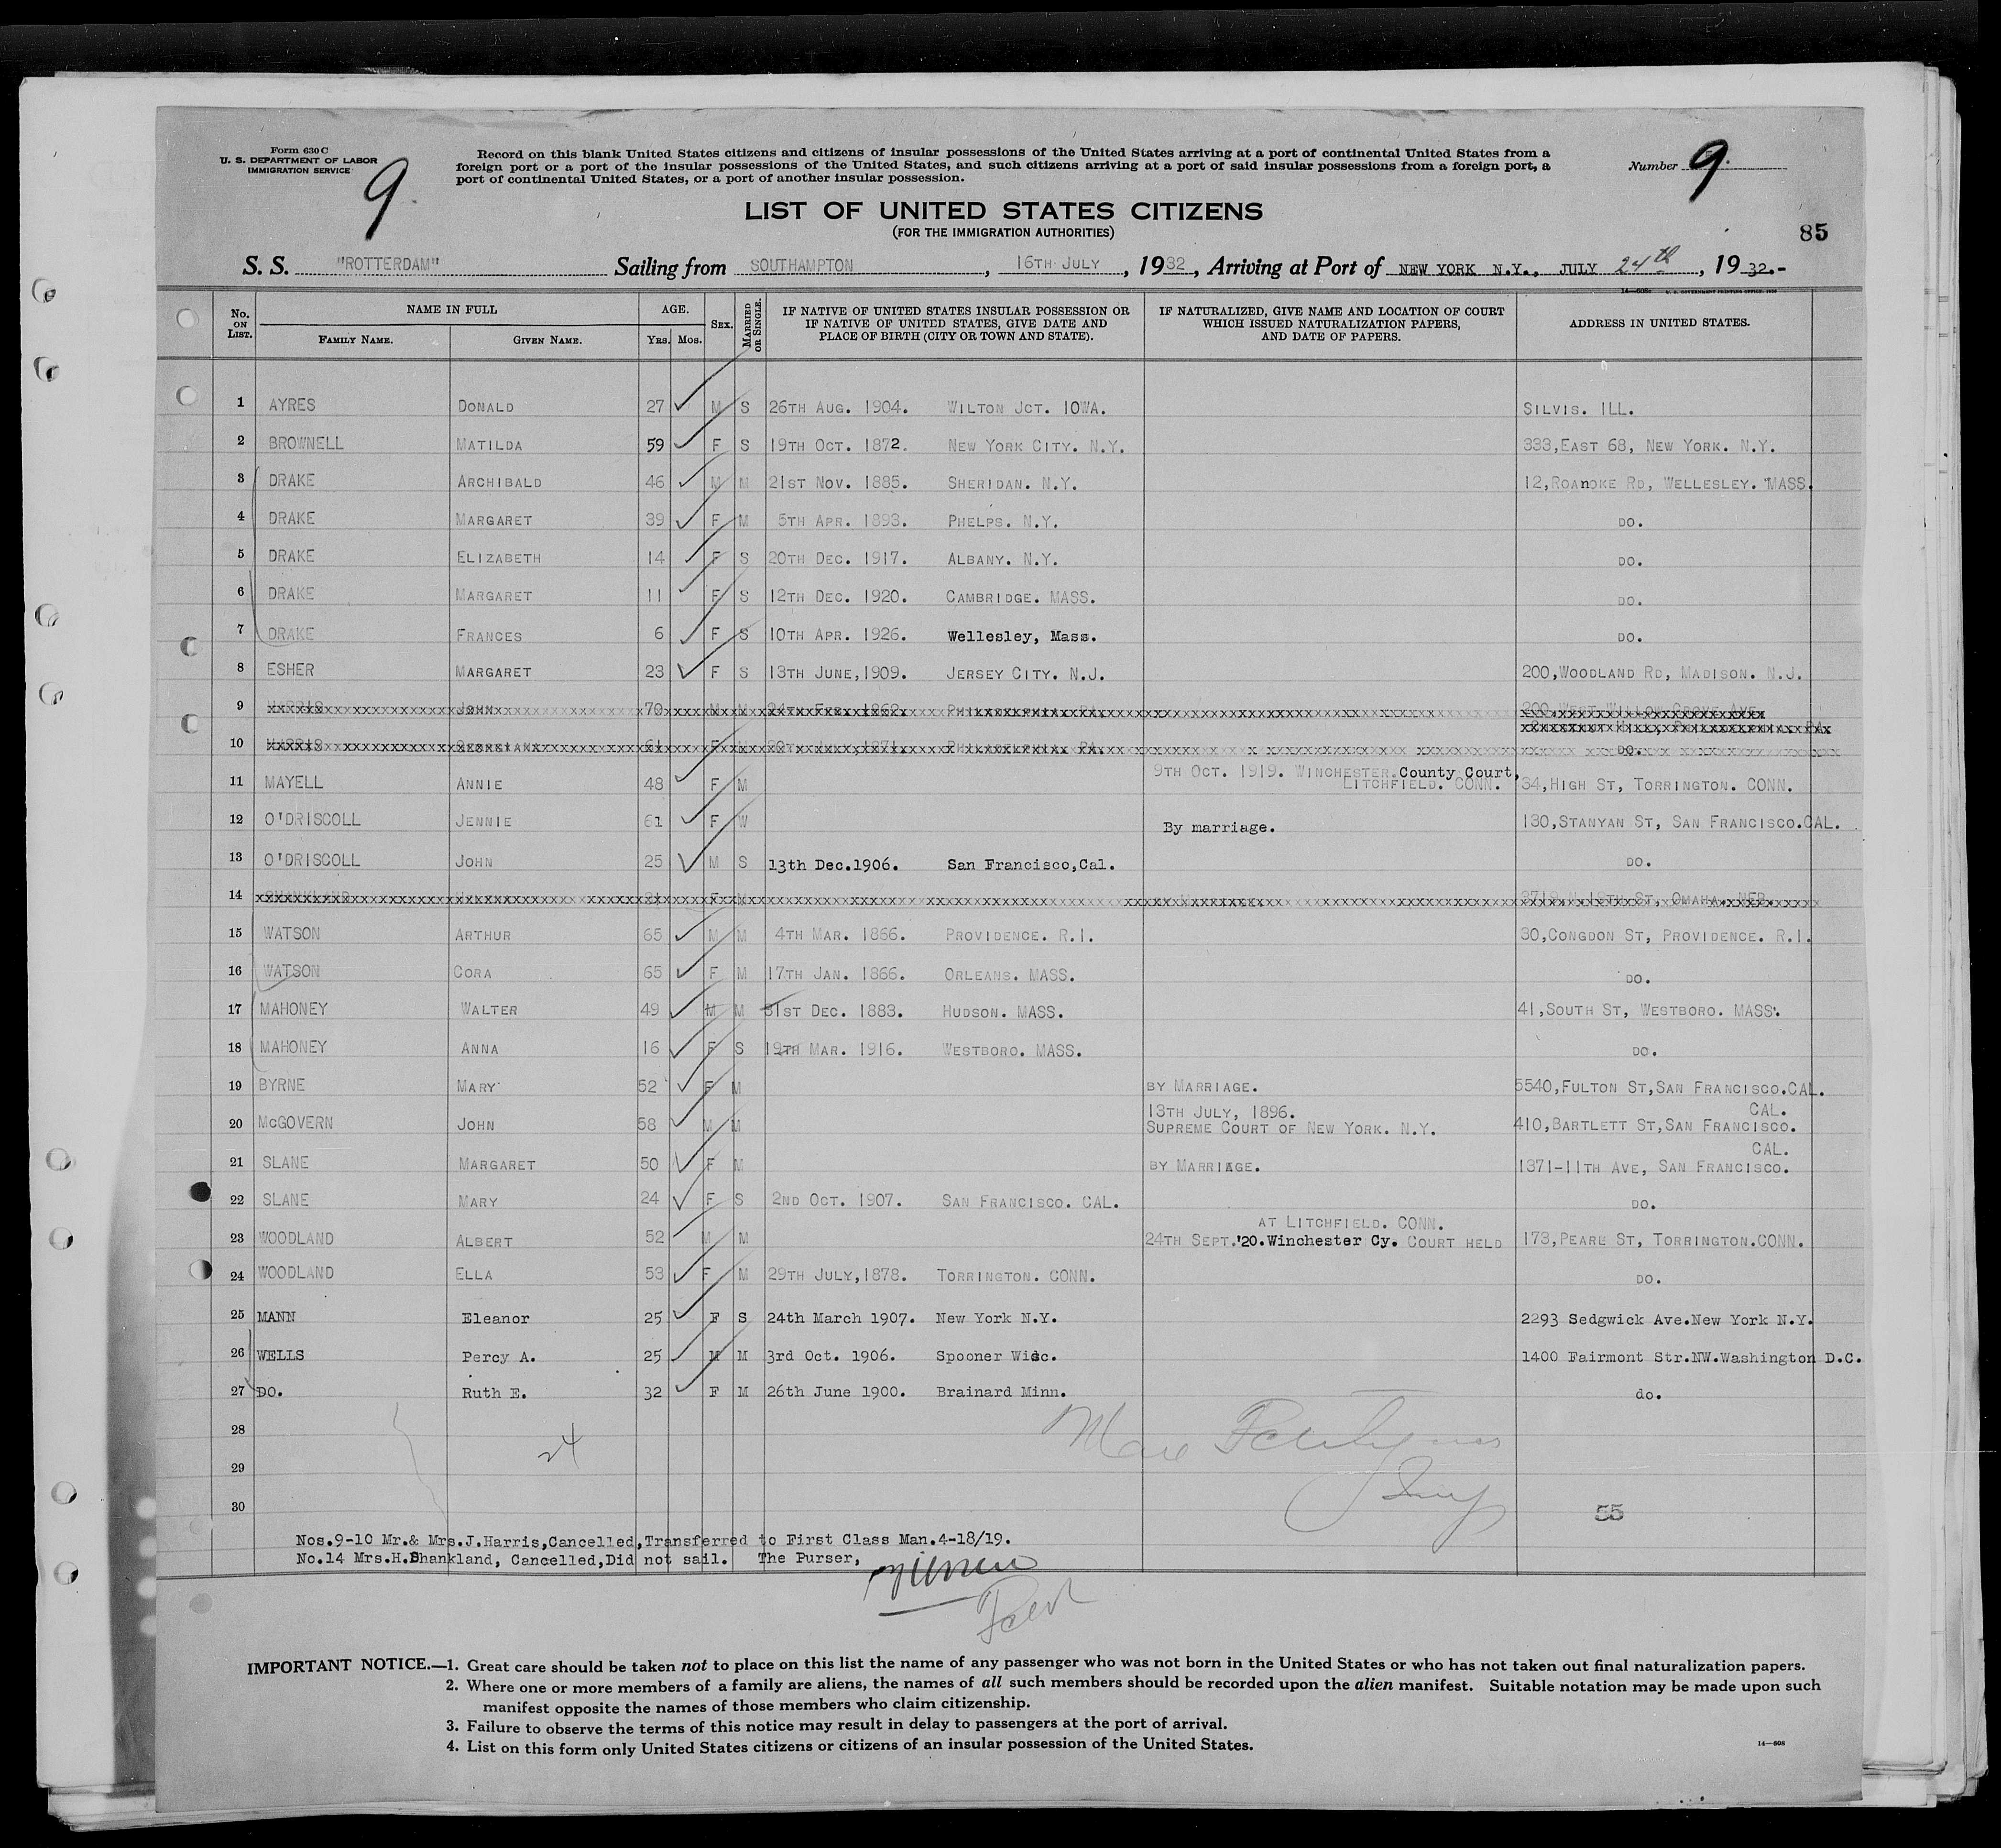 Form 630 C
U. S. DEPARTMENT OF LABOR
IMMIGRATION SERVICE
9
Record on this blank United States citizens and citizens of insular possessions of the United States arriving at a port of continental United States from a
foreign port or a port of the insular possessions of the United States, and such citizens arriving at a port of said insular possessions from a foreign port, a
port of continental United States, or a port of another insular possession.
Number 9
LIST OF UNITED STATES CITIZENS
(FOR THE IMMIGRATION AUTHORITIES)
85
S. S. "ROTTERDAM" Sailing from SOUTHAMPTON, 16TH JULY, 1932, Arriving at Port of NEW YORK N.Y., JULY 24th, 1932.-
No. ON LIST. NAME IN FULL FAMILY NAME. GIVEN NAME. AGE. YRS. MOS. SEX. MARRIED OR SINGLE. IF NATIVE OF UNITED STATES INSULAR POSSESSION OR IF NATIVE OF UNITED STATES, GIVE DATE AND PLACE OF BIRTH (CITY OR TOWN AND STATE). IF NATURALIZED, GIVE NAME AND LOCATION OF COURT WHICH ISSUED NATURALIZATION PAPERS, AND DATE OF PAPERS. ADDRESS IN UNITED STATES.
1 AYRES DONALD 27 M S 26TH AUG. 1904. WILTON JCT. IOWA. SILVIS. ILL.
2 BROWNELL MATILDA 59 F S 19TH OCT. 1872. NEW YORK CITY. N.Y. 333,EAST 68, NEW YORK. N.Y.
3 DRAKE ARCHIBALD 46 M M 21ST NOV. 1885. SHERIDAN. N.Y. 12,ROANOKE RD, WELLESLEY. MASS.
4 DRAKE MARGARET 39 F M 5TH APR. 1893. PHELPS. N.Y. DO.
5 DRAKE ELIZABETH 14 F S 20TH DEC. 1917. ALBANY. N.Y. DO.
6 DRAKE MARGARET 11 F S 12TH DEC. 1920. CAMBRIDGE. MASS. DO.
7 DRAKE FRANCES 6 F S 10TH APR. 1926. Wellesley, Mass. DO.
8 ESHER MARGARET 23 F S 13TH JUNE,1909. JERSEY CITY. N.J. 200,WOODLAND RD, MADISON. N.J.
9 HARRIS JOHN 70 M M 24TH FEB. 1862. PHILADELPHIA. PA. 200,WEST WILLOW GROVE AVE
PA.
10 HARRIS GEORGIANA 61 F M 1871. PHILADELPHIA. PA. DO.
11 MAYELL ANNIE 48 F M 9TH OCT. 1919. WINCHESTER County Court, LITCHFIELD. CONN. 34,HIGH ST, TORRINGTON. CONN.
12 O'DRISCOLL JENNIE 61 F W By marriage. 130,STANYAN ST, SAN FRANCISCO.CAL.
13 O'DRISCOLL JOHN 25 M S 13th Dec.1906. San Francisco,Cal. DO.
14 SHANKLAND F M ST, OMAHA. NEB.
15 WATSON ARTHUR 65 M M 4TH MAR. 1866. PROVIDENCE. R.I. 30,CONGDON ST, PROVIDENCE. R.I.
16 WATSON CORA 65 F M 17TH JAN. 1866. ORLEANS. MASS. DO.
17 MAHONEY WALTER 49 M M 31ST DEC. 1883. HUDSON. MASS. 41,SOUTH ST, WESTBORO. MASS.
18 MAHONEY ANNA 16 F S 19TH MAR. 1916. WESTBORO. MASS. DO.
19 BYRNE MARY 52 F M BY MARRIAGE. 5540,FULTON ST,SAN FRANCISCO.CAL.
20 McGOVERN JOHN 58 M M 13TH JULY, 1896. SUPREME COURT OF NEW YORK. N.Y. 410,BARTLETT ST,SAN FRANCISCO. CAL.
21 SLANE MARGARET 50 F M BY MARRIAGE. 1371-11TH AVE, SAN FRANCISCO. CAL.
22 SLANE MARY 24 F S 2ND OCT. 1907. SAN FRANCISCO. CAL. DO.
23 WOODLAND ALBERT 52 M M 24TH SEPT.'20.Winchester Cy. COURT HELD AT LITCHFIELD. CONN. 173,PEARL ST, TORRINGTON.CONN.
24 WOODLAND ELLA 53 F M 29TH JULY,1878. TORRINGTON. CONN. DO.
25 MANN Eleanor 25 F S 24th March 1907. New York N.Y. 2293 Sedgwick Ave.New York N.Y.
26 WELLS Percy A. 25 M M 3rd Oct. 1906. Spooner Wisc. 1400 Fairmont Str.NW.Washington D.C.
27 DO. Ruth E. 32 F M 26th June 1900. Brainard Minn. do.
28
24
29
30
55
Nos.9-10 Mr.& Mrs.J.Harris,Cancelled,Transferred to First Class Man.4-18/19.
No.14 Mrs.H.Shankland, Cancelled,Did not sail. The Purser,
IMPORTANT NOTICE.—1. Great care should be taken not to place on this list the name of any passenger who was not born in the United States or who has not taken out final naturalization papers.
2. Where one or more members of a family are aliens, the names of all such members should be recorded upon the alien manifest. Suitable notation may be made upon such
manifest opposite the names of those members who claim citizenship.
3. Failure to observe the terms of this notice may result in delay to passengers at the port of arrival.
4. List on this form only United States citizens or citizens of an insular possession of the United States.
14—608